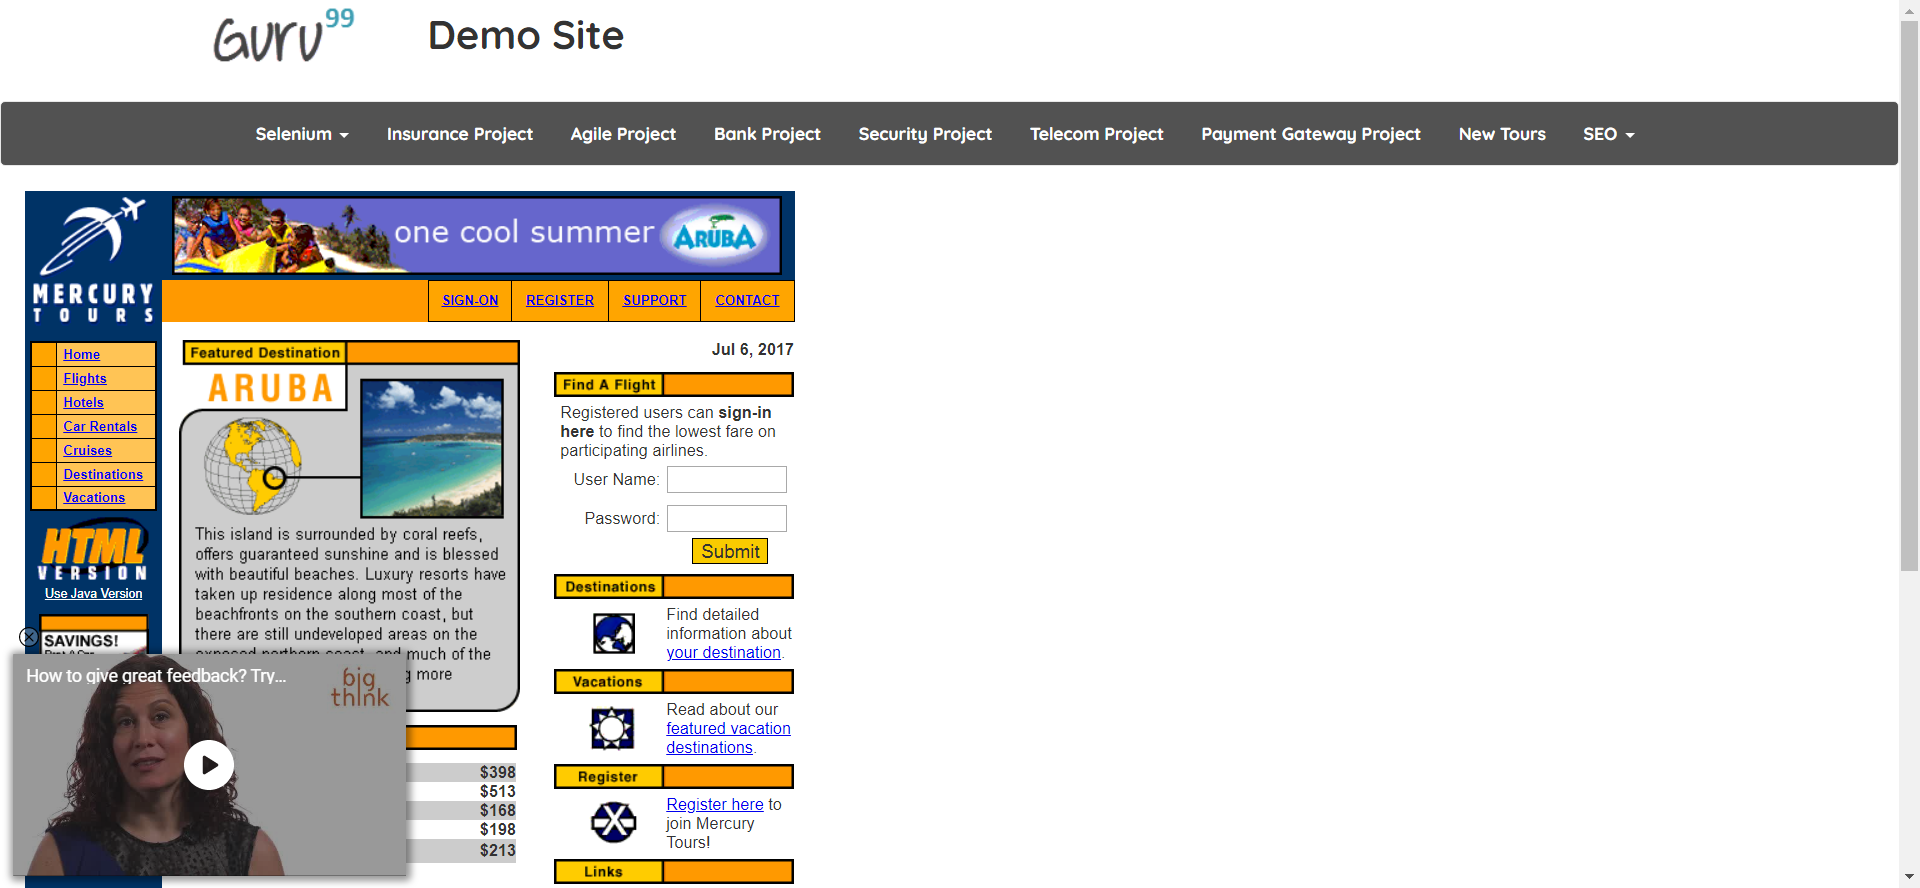 Guru99
Demo Site
Selenium
Insurance Project
Agile Project
Bank Project
Security Project
Telecom Project
Payment Gateway Project
New Tours
SEO
MERCURY
TOURS
one cool summer
ARUBA
SIGN-ON
REGISTER
SUPPORT
CONTACT
Home
Flights
Hotels
Car Rentals
Cruises
Destinations
Vacations
HTML
VERSION
Use Java Version
SAVINGS!
Featured Destination
ARUBA
This island is surrounded by coral reefs,
offers guaranteed sunshine and is blessed
with beautiful beaches. Luxury resorts have
taken up residence along most of the
beachfronts on the southern coast, but
there are still undeveloped areas on the
exposed northern coast, and much of the
more
How to give great feedback? Try...
big
think
$398
$513
$168
$198
$213
Jul 6, 2017
Find A Flight
Registered users can sign-in
here to find the lowest fare on
participating airlines.
User Name:
Password:
Submit
Destinations
Find detailed
information about
your destination.
Vacations
Read about our
featured vacation
destinations.
Register
Register here to
join Mercury
Tours!
Links